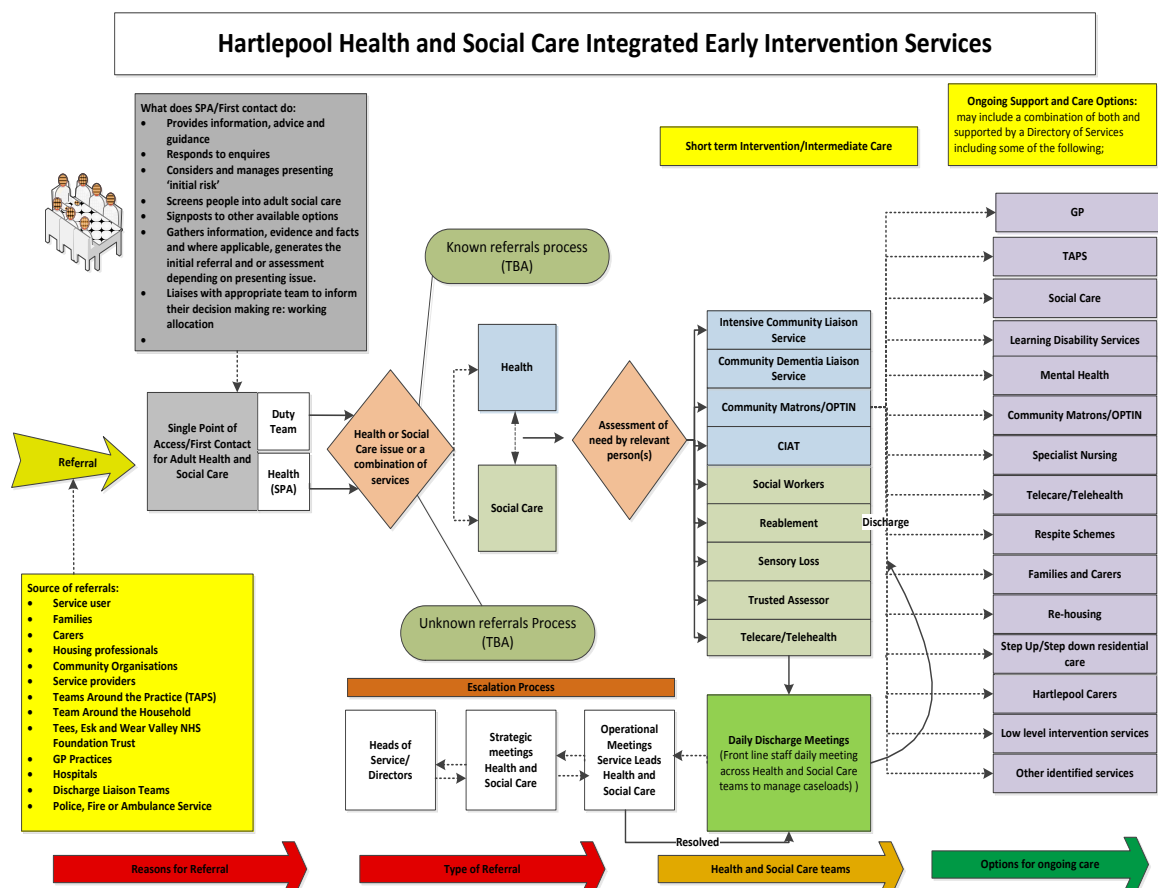 Hartlepool Health and Social Care Integrated Early Intervention Services
What does SPA/First contact do:
• Provides information, advice and
guidance
• Responds to enquires
• Considers and manages presenting
‘initial risk’
• Screens people into adult social care
• Signposts to other available options
• Gathers information, evidence and facts
and where applicable, generates the
initial referral and or assessment
depending on presenting issue.
• Liaises with appropriate team to inform
their decision making re: working
allocation
•
Short term Intervention/Intermediate Care
Ongoing Support and Care Options:
may include a combination of both and
supported by a Directory of Services
including some of the following;
Known referrals process
(TBA)
Referral
Single Point of
Access/First Contact
for Adult Health and
Social Care
Duty
Team
Health
(SPA)
Health or Social
Care issue or a
combination of
services
Health
Social Care
Assessment of
need by relevant
person(s)
Unknown referrals Process
(TBA)
Intensive Community Liaison
Service
Community Dementia Liaison
Service
Community Matrons/OPTIN
CIAT
Social Workers
Reablement
Sensory Loss
Trusted Assessor
Telecare/Telehealth
Discharge
GP
TAPS
Social Care
Learning Disability Services
Mental Health
Community Matrons/OPTIN
Specialist Nursing
Telecare/Telehealth
Respite Schemes
Families and Carers
Re-housing
Step Up/Step down residential
care
Hartlepool Carers
Low level intervention services
Other identified services
Source of referrals:
• Service user
• Families
• Carers
• Housing professionals
• Community Organisations
• Service providers
• Teams Around the Practice (TAPS)
• Team Around the Household
• Tees, Esk and Wear Valley NHS
Foundation Trust
• GP Practices
• Hospitals
• Discharge Liaison Teams
• Police, Fire or Ambulance Service
Escalation Process
Heads of
Service/
Directors
Strategic
meetings
Health and
Social Care
Operational
Meetings
Service Leads
Health and
Social Care
Daily Discharge Meetings
(Front line staff daily meeting
across Health and Social Care
teams to manage caseloads) )
Resolved
Reasons for Referral
Type of Referral
Health and Social Care teams
Options for ongoing care